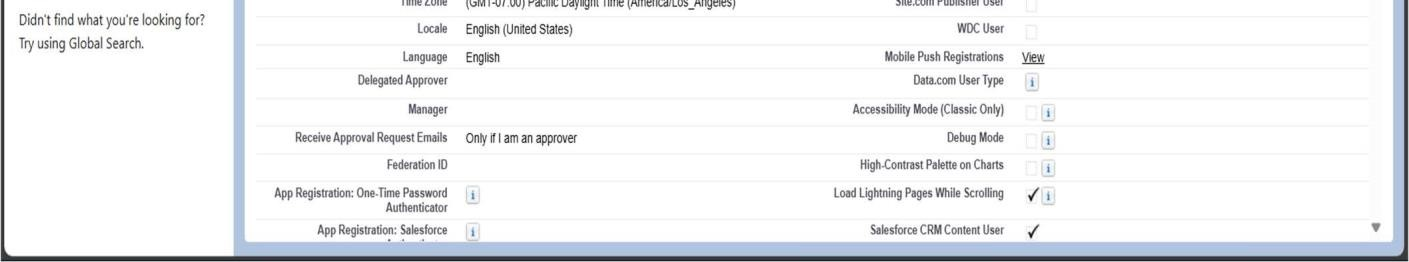 Time Zone (GMT-07:00) Pacific Daylight Time (America/Los_Angeles) Site.com Publisher User
Didn't find what you're looking for?
Try using Global Search.
Locale English (United States) WDC User
Language English Mobile Push Registrations View
Delegated Approver Data.com User Type
Manager Accessibility Mode (Classic Only)
Receive Approval Request Emails Only if I am an approver Debug Mode
Federation ID High-Contrast Palette on Charts
App Registration: One-Time Password Load Lightning Pages While Scrolling
Authenticator
App Registration: Salesforce Salesforce CRM Content User